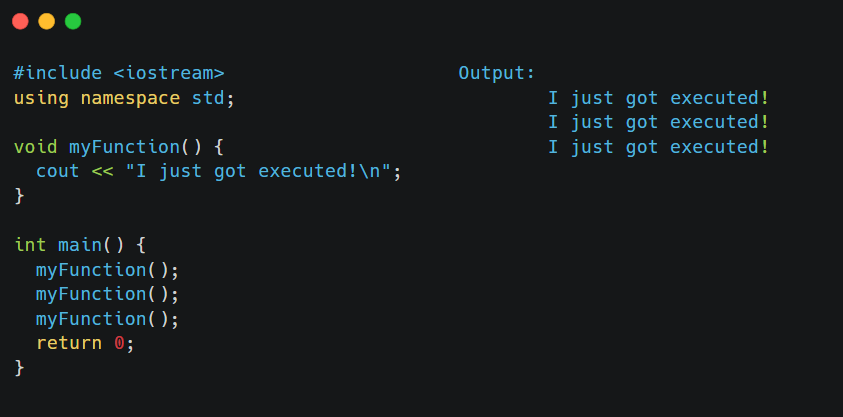 #include <iostream>
using namespace std;
void myFunction() {
  cout << "I just got executed!\n";
}
int main() {
  myFunction();
  myFunction();
  myFunction();
  return 0;
}
Output:
I just got executed!
I just got executed!
I just got executed!